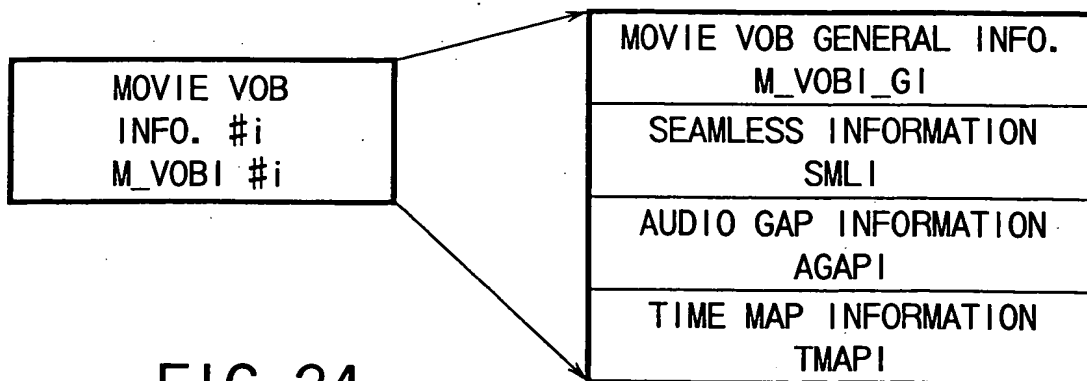 MOVIE VOB
INFO. #i
M_VOBI #i
MOVIE VOB GENERAL INFO.
M_VOBI_GI
SEAMLESS INFORMATION
SMLI
AUDIO GAP INFORMATION
AGAPI
TIME MAP INFORMATION
TMAPI